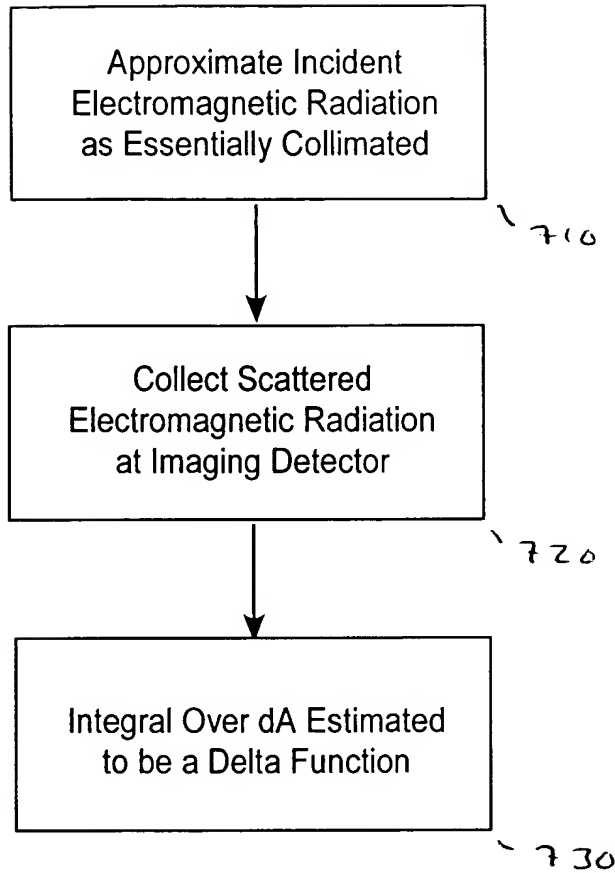 Approximate Incident
Electromagnetic Radiation
as Essentially Collimated
710
Collect Scattered
Electromagnetic Radiation
at Imaging Detector
720
Integral Over dA Estimated
to be a Delta Function
730